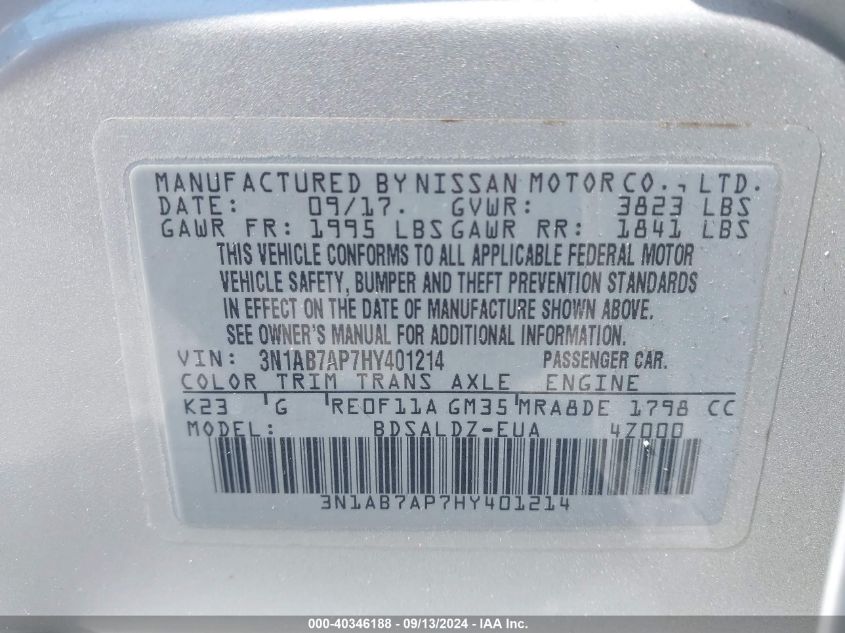 MANUFACTURED BY NISSAN MOTOR CO., LTD.
DATE: 09/17. GVWR: 3823 LBS
GAWR FR: 1995 LBS GAWR RR: 1841 LBS
THIS VEHICLE CONFORMS TO ALL APPLICABLE FEDERAL MOTOR
VEHICLE SAFETY, BUMPER AND THEFT PREVENTION STANDARDS
IN EFFECT ON THE DATE OF MANUFACTURE SHOWN ABOVE.
SEE OWNER'S MANUAL FOR ADDITIONAL INFORMATION.
VIN: 3N1AB7AP7HY401214 PASSENGER CAR.
COLOR TRIM TRANS AXLE ENGINE
K23 G RE0F11A GM35 MRA8DE 1798 CC
MODEL: BDSALDZ-EUA 4Z000
3N1AB7AP7HY401214
000-40346188 - 09/13/2024 - IAA Inc.